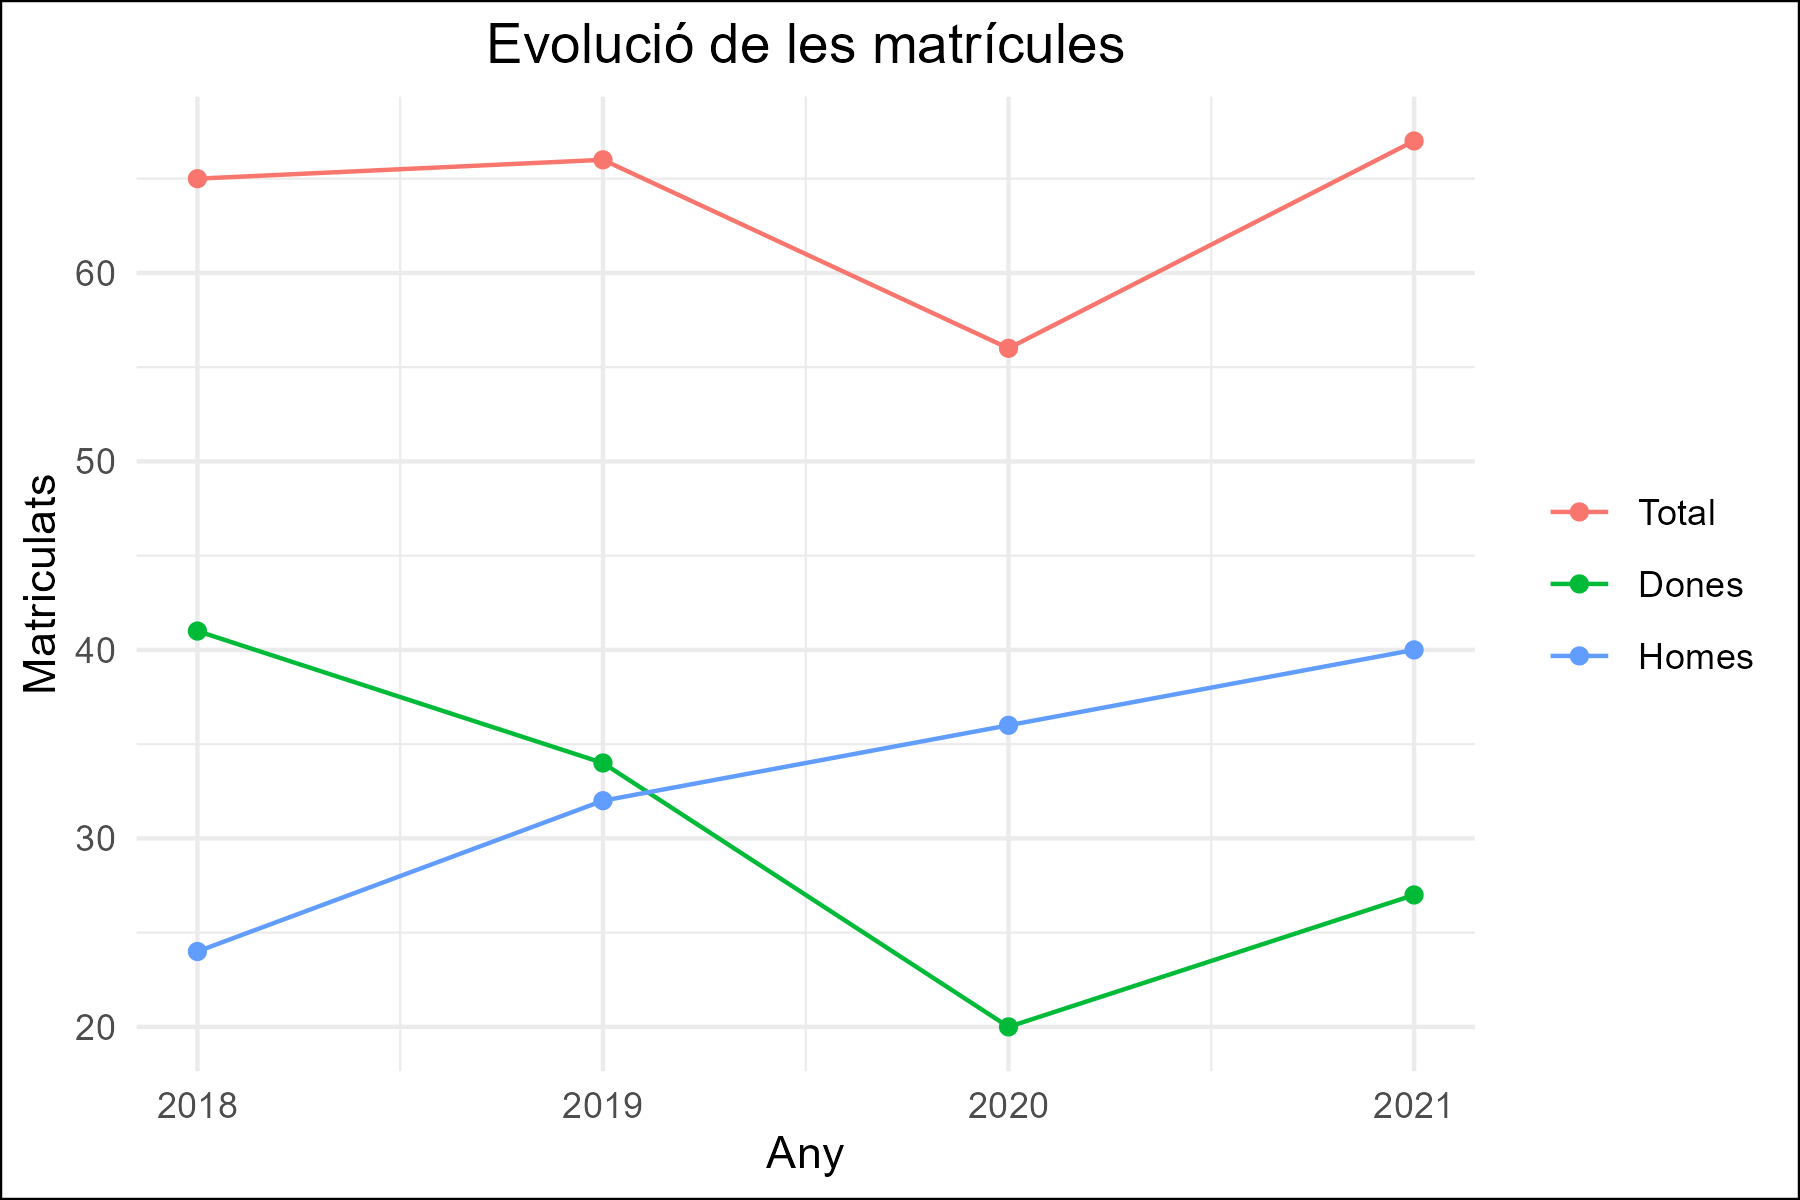 Evolució de les matrícules
Matriculats
60
50
40
30
20
2018 2019 2020 2021
Any
Total
Dones
Homes